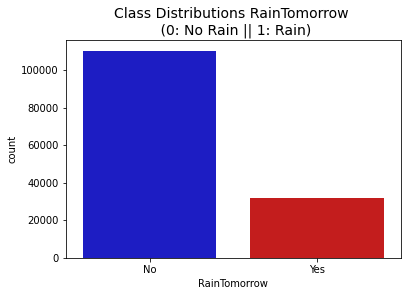 Class Distributions RainTomorrow
(0: No Rain || 1: Rain)
100000
80000
60000
40000
20000
0
count
No
Yes
RainTomorrow